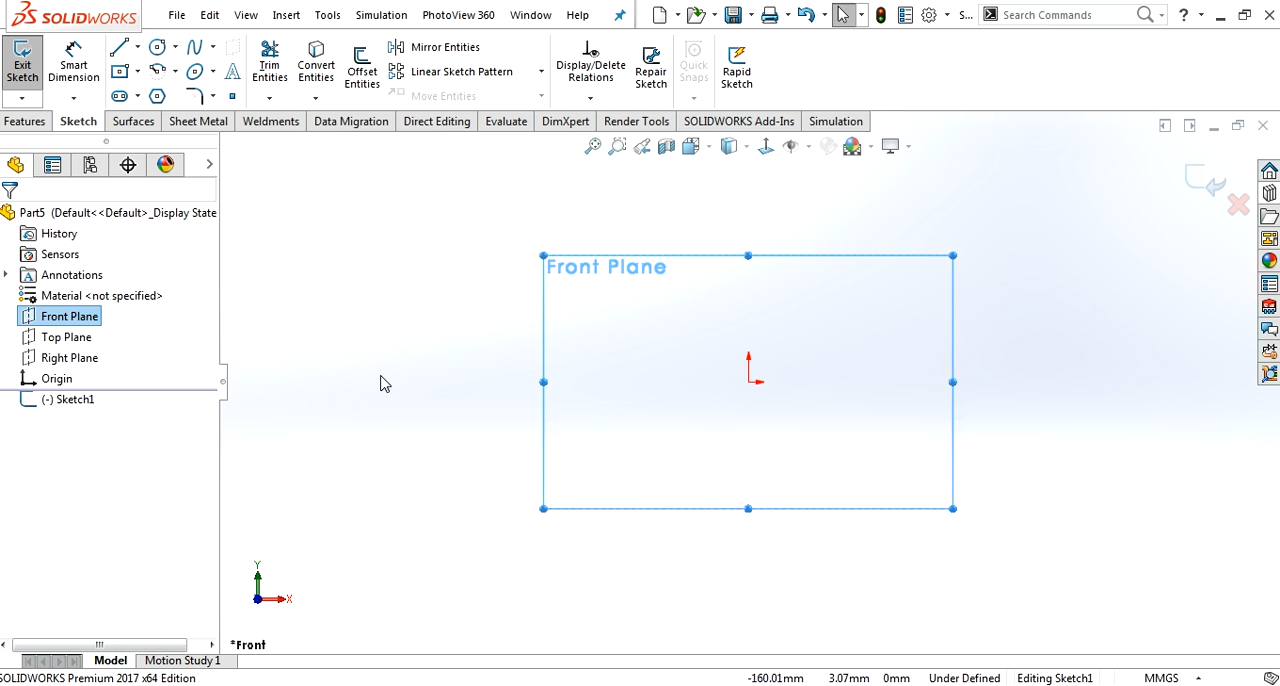 SOLIDWORKS File Edit View Insert Tools Simulation PhotoView 360 Window Help S... Search Commands ?
Exit Sketch
Smart Dimension
Trim Entities
Convert Entities
Offset Entities
Mirror Entities
Linear Sketch Pattern
Move Entities
Display/Delete Relations
Repair Sketch
Quick Snaps
Rapid Sketch
Features Sketch Surfaces Sheet Metal Weldments Data Migration Direct Editing Evaluate DimXpert Render Tools SOLIDWORKS Add-Ins Simulation
Part5 (Default<<Default>_Display State
History
Sensors
Annotations
Material <not specified>
Front Plane
Top Plane
Right Plane
Origin
(-) Sketch1
Front Plane
Y
X
*Front
Model Motion Study 1
SOLIDWORKS Premium 2017 x64 Edition -160.01mm 3.07mm 0mm Under Defined Editing Sketch1 MMGS